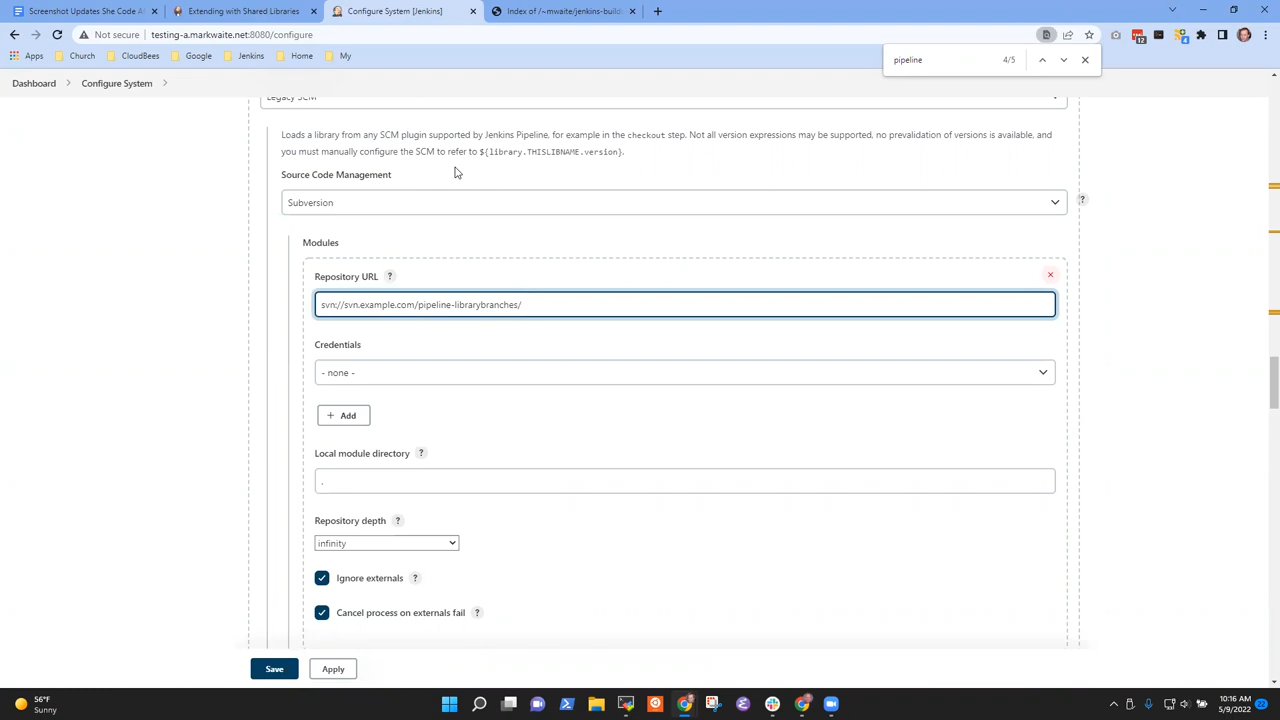 Screenshot Updates She Code Af
Extending with Shared Libraries
Configure System [Jenkins]
Index of /~mwaite/jenkins-build
Not secure
testing-a.markwaite.net:8080/configure
12
4
Apps
Church
CloudBees
Google
Jenkins
Home
My
pipeline
4/5
Dashboard
Configure System
Legacy SCM
Loads a library from any SCM plugin supported by Jenkins Pipeline, for example in the checkout step. Not all version expressions may be supported, no prevalidation of versions is available, and
you must manually configure the SCM to refer to ${library.THISLIBNAME.version}.
Source Code Management
Subversion
?
Modules
Repository URL ?
svn://svn.example.com/pipeline-librarybranches/
Credentials
- none -
+ Add
Local module directory ?
.
Repository depth ?
infinity
Ignore externals ?
Cancel process on externals fail ?
Save
Apply
56°F
Sunny
10:16 AM
5/9/2022
22